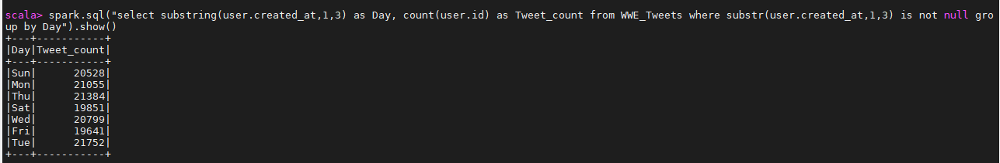 scala> spark.sql("select substring(user.created_at,1,3) as Day, count(user.id) as Tweet_count from WWE_Tweets where substr(user.created_at,1,3) is not null gro
up by Day").show()
+---+-----------+
|Day|Tweet_count|
+---+-----------+
|Sun|      20528|
|Mon|      21055|
|Thu|      21384|
|Sat|      19851|
|Wed|      20799|
|Fri|      19641|
|Tue|      21752|
+---+-----------+